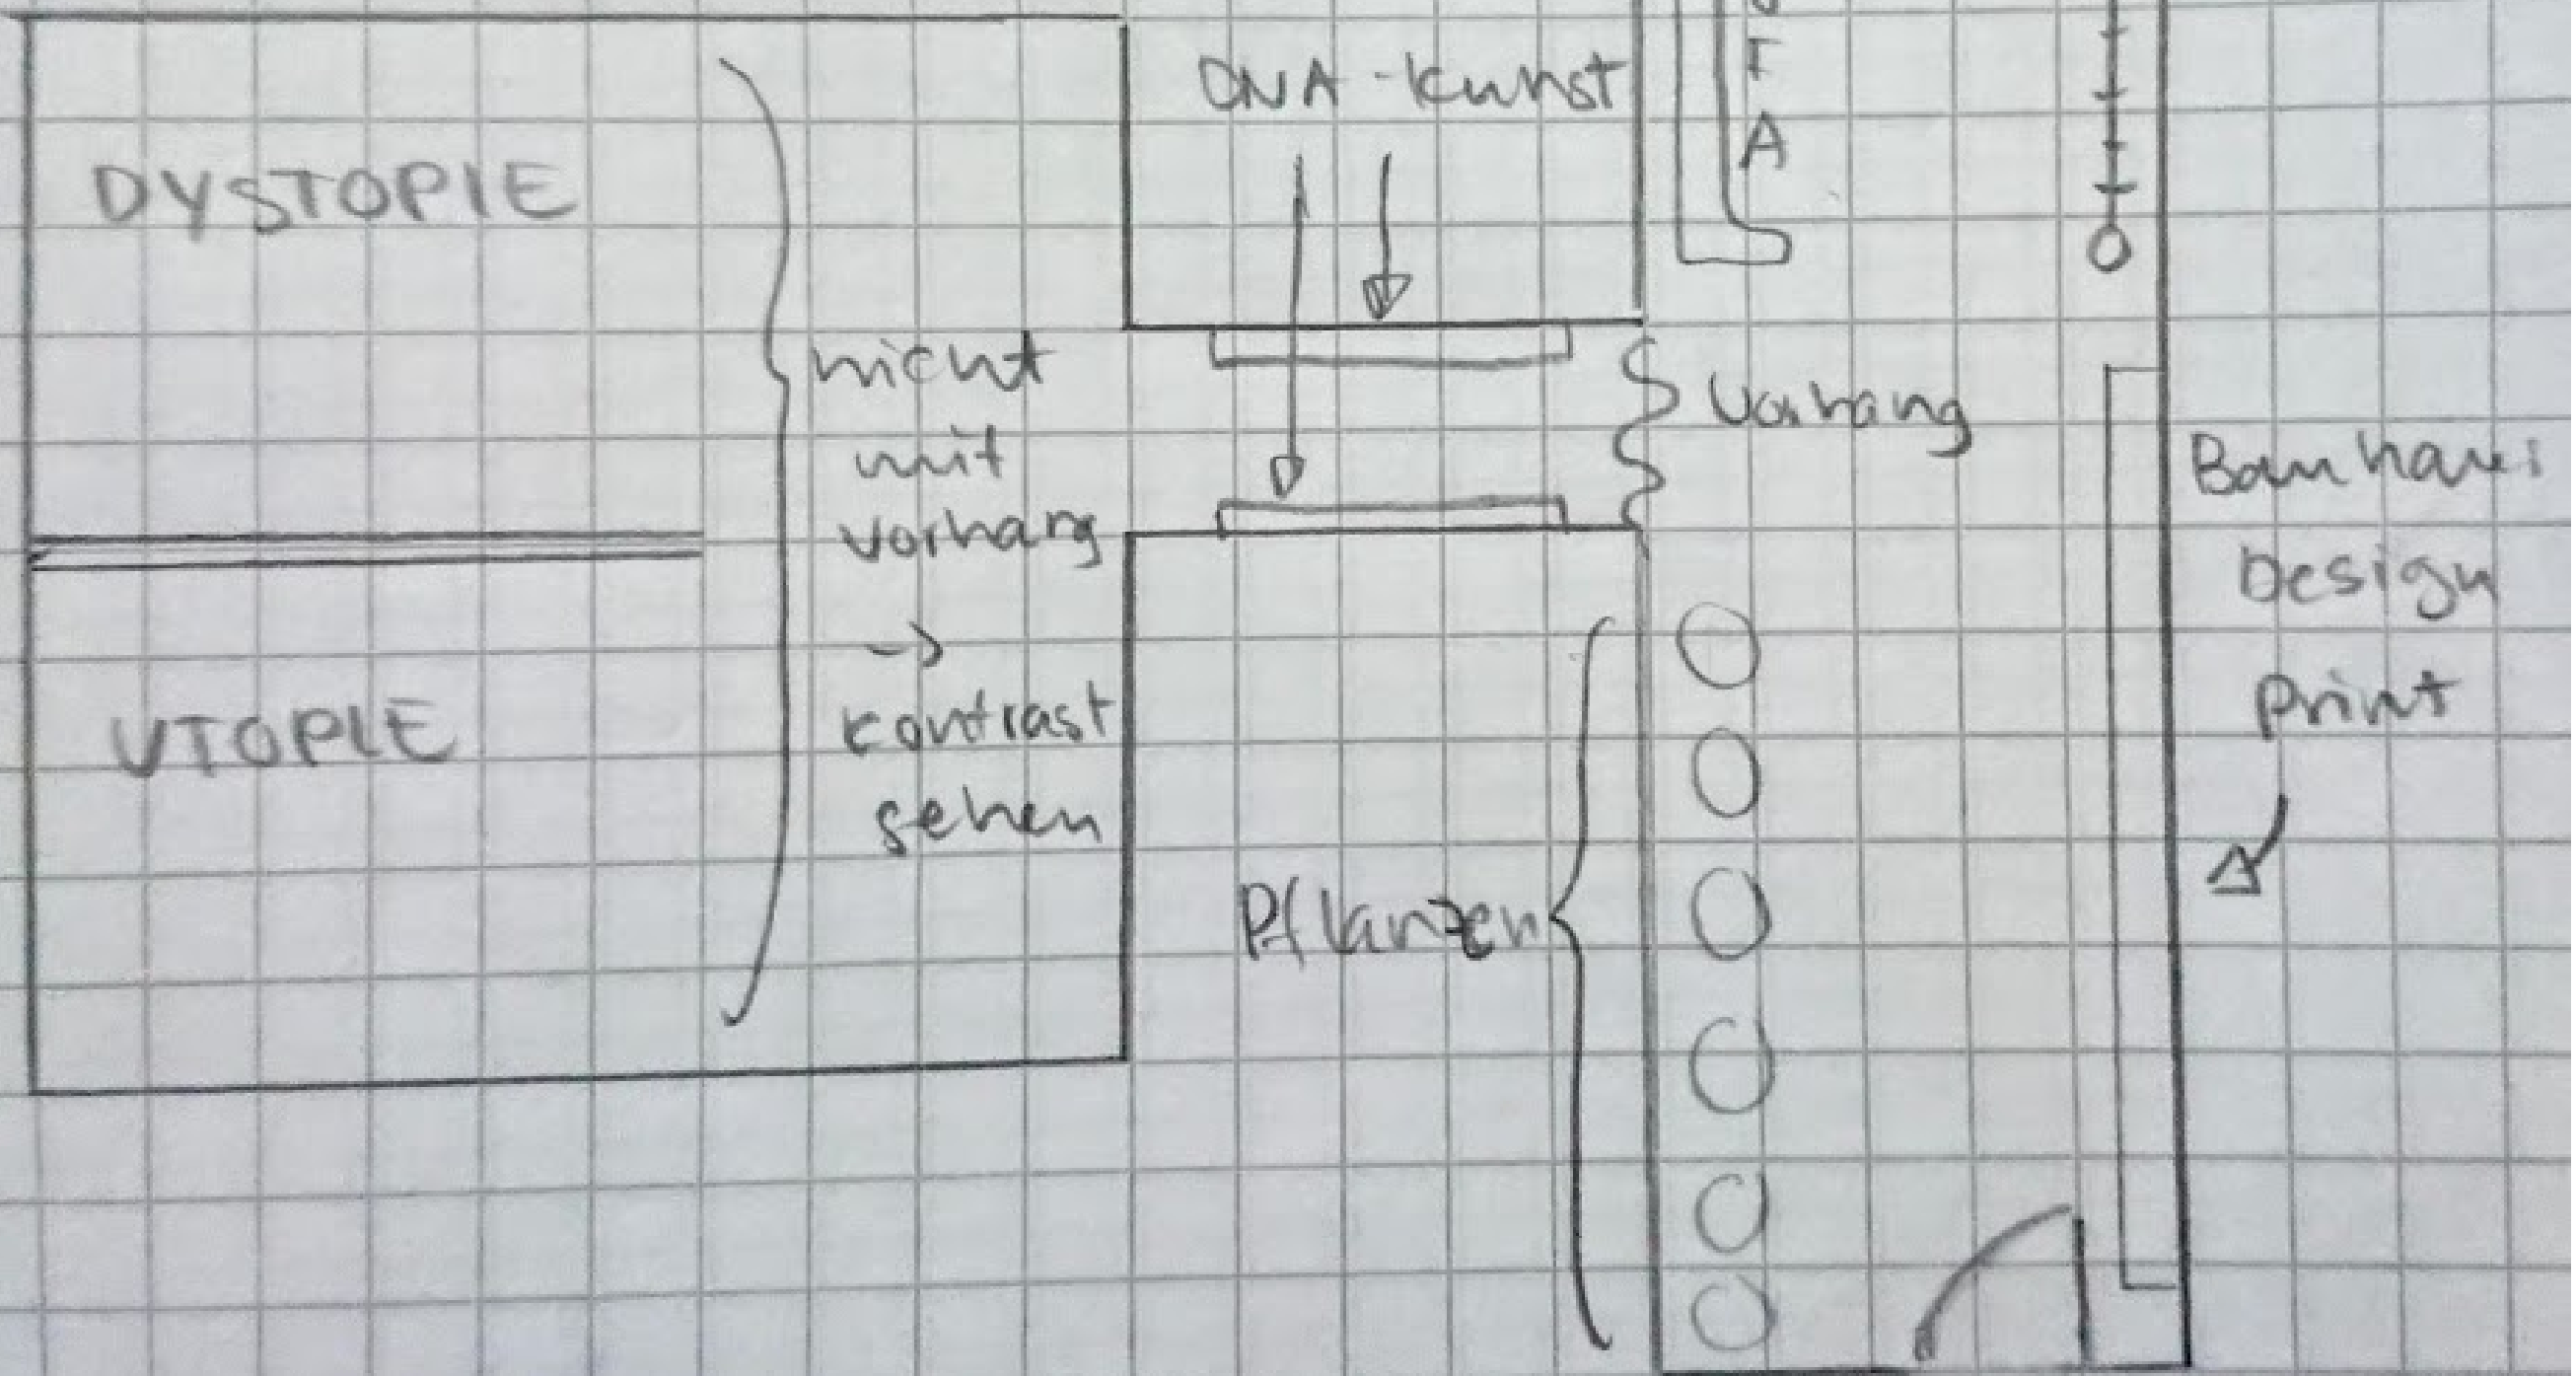 DYSTOPIE
UTOPIE
nicht
mit
vorhang
->
kontrast
sehen
DNA-Kunst
F
A
Vorhang
Pflanzen
Bauhaus
Design
Print